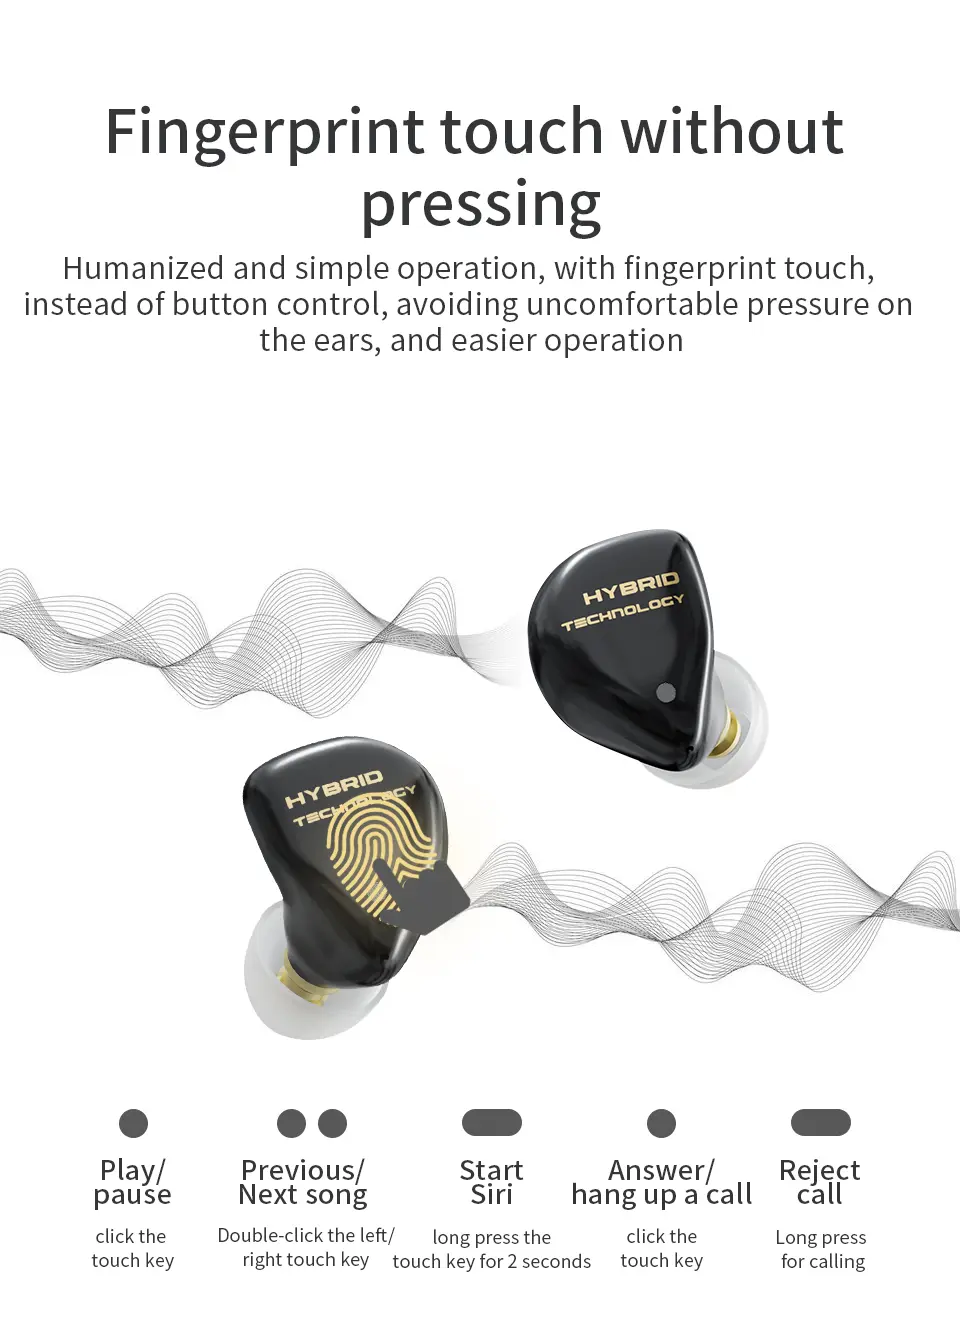 Fingerprint touch without
pressing
Humanized and simple operation, with fingerprint touch,
instead of button control, avoiding uncomfortable pressure on
the ears, and easier operation
HYBRID
TECHNOLOGY
HYBRID
TECHNOLOGY
Play/
pause
click the
touch key
Previous/
Next song
Double-click the left/
right touch key
Start
Siri
long press the
touch key for 2 seconds
Answer/
hang up a call
click the
touch key
Reject
call
Long press
for calling